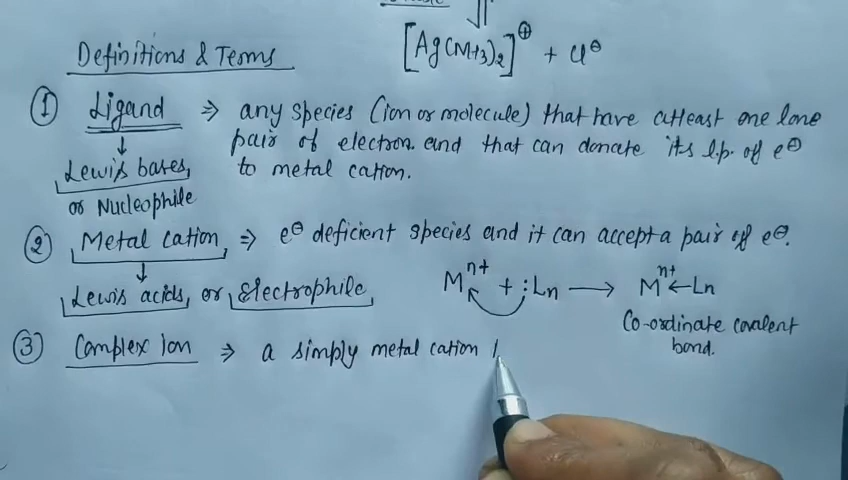 [Ag(NH3)2]⊕ + Cl⊖
Definitions & Terms
① Ligand ⇒ any species (ion or molecule) that have atleast one lone
pair of electron. and that can donate its l.p. of e⊖
to metal cation.
↓
Lewis bases,
or Nucleophile
② Metal cation, ⇒ e⊖ deficient species and it can accept a pair of e⊖.
↓
Lewis acids, or Electrophile
Mⁿ⁺ + :Ln → Mⁿ⁺←Ln
Co-ordinate covalent
bond.
③ Complex ion ⇒ a simply metal cation